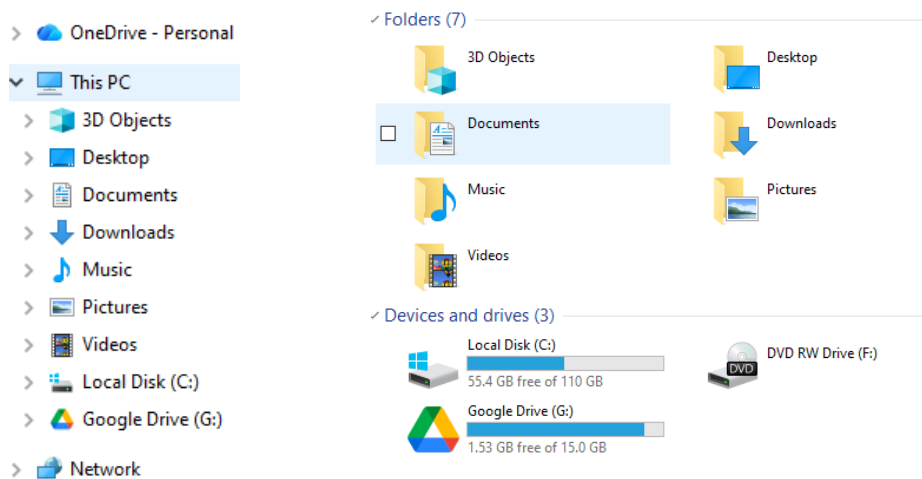 OneDrive - Personal
This PC
3D Objects
Desktop
Documents
Downloads
Music
Pictures
Videos
Local Disk (C:)
Google Drive (G:)
Network
Folders (7)
3D Objects
Desktop
Documents
Downloads
Music
Pictures
Videos
Devices and drives (3)
Local Disk (C:)
55.4 GB free of 110 GB
DVD RW Drive (F:)
DVD
Google Drive (G:)
1.53 GB free of 15.0 GB